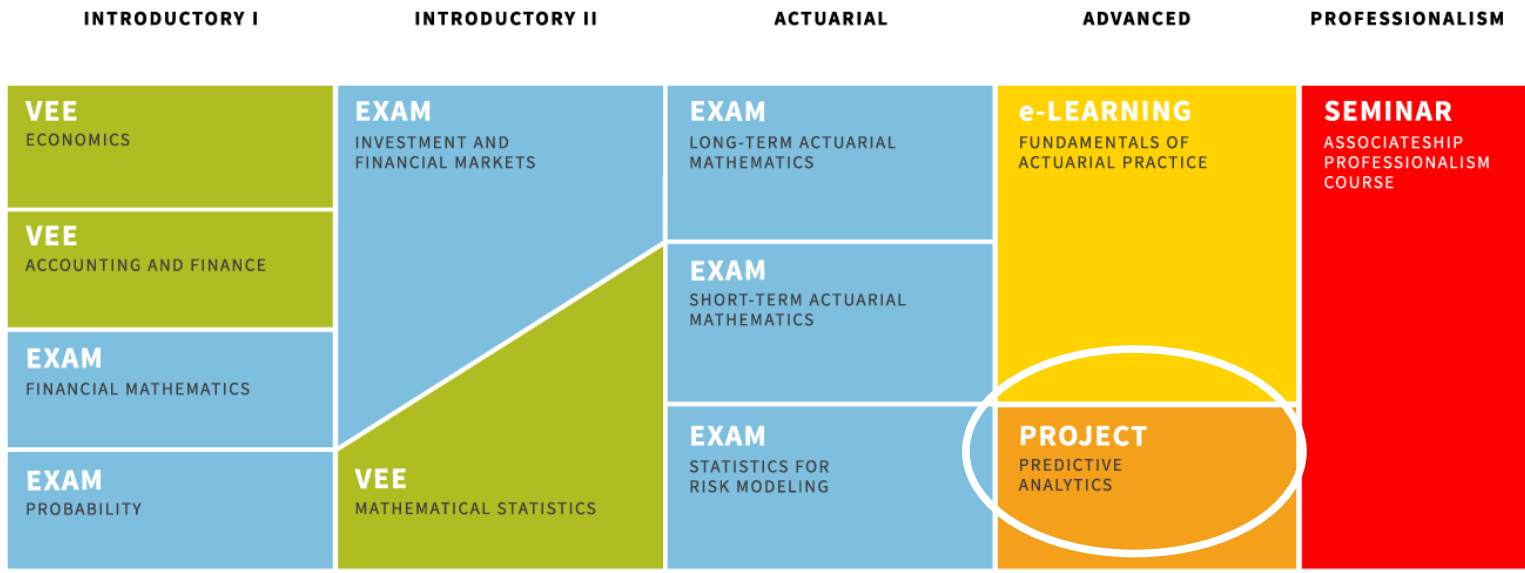 INTRODUCTORY I
INTRODUCTORY II
ACTUARIAL
ADVANCED
PROFESSIONALISM
VEE
ECONOMICS
VEE
ACCOUNTING AND FINANCE
EXAM
FINANCIAL MATHEMATICS
EXAM
PROBABILITY
EXAM
INVESTMENT AND
FINANCIAL MARKETS
VEE
MATHEMATICAL STATISTICS
EXAM
LONG-TERM ACTUARIAL
MATHEMATICS
EXAM
SHORT-TERM ACTUARIAL
MATHEMATICS
EXAM
STATISTICS FOR
RISK MODELING
e-LEARNING
FUNDAMENTALS OF
ACTUARIAL PRACTICE
PROJECT
PREDICTIVE
ANALYTICS
SEMINAR
ASSOCIATESHIP
PROFESSIONALISM
COURSE